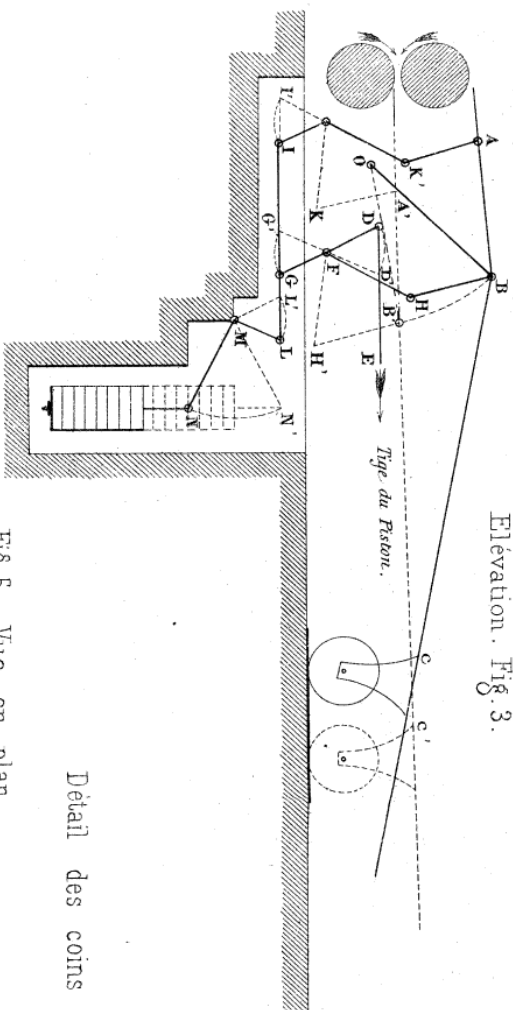 Elévation. Fig. 3.
A
B
K'
O
A'
I'
I
K
D
D'
B'
H
G'
F
G
L'
H'
E
L
M
N
N'
Tige du Piston.
c
c'
Détail des coins
Fig. 5. Vue en plan